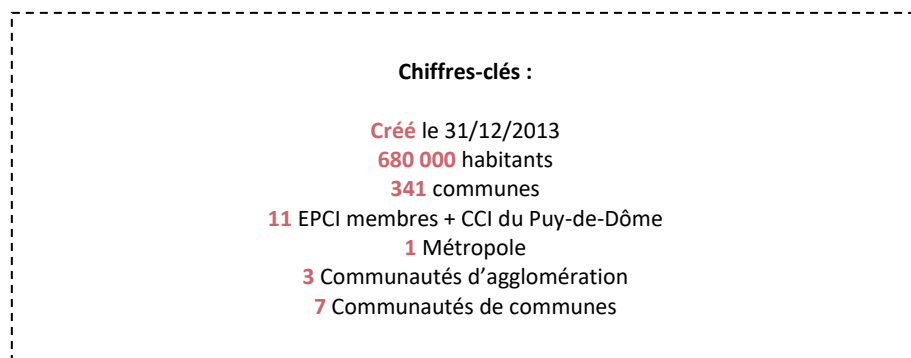 Chiffres-clés :
Créé le 31/12/2013
680 000 habitants
341 communes
11 EPCI membres + CCI du Puy-de-Dôme
1 Métropole
3 Communautés d’agglomération
7 Communautés de communes